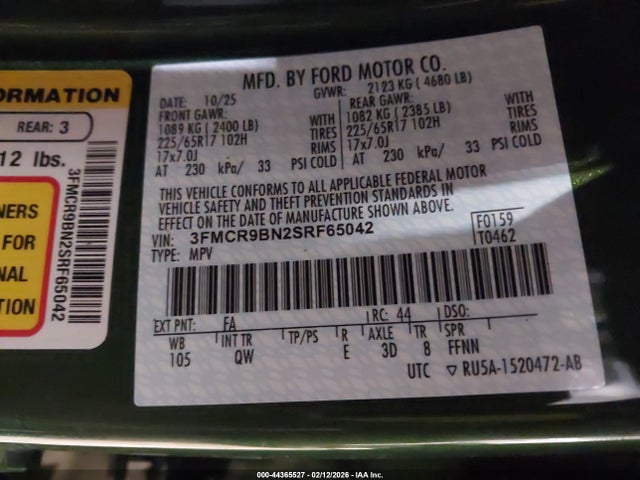 ORMATION
REAR: 3
12 lbs.
NERS
FOR
NAL
TION
3FMCR9BN2SRF65042
MFD. BY FORD MOTOR CO.
DATE: 10/25 GVWR: 2123 KG ( 4680 LB)
FRONT GAWR: WITH REAR GAWR: WITH
1089 KG ( 2400 LB) TIRES 1082 KG ( 2385 LB) TIRES
225/65R17 102H RIMS 225/65R17 102H RIMS
17x7.0J 17x7.0J
AT 230 kPa/ 33 PSI COLD AT 230 kPa/ 33 PSI COLD
THIS VEHICLE CONFORMS TO ALL APPLICABLE FEDERAL MOTOR
VEHICLE SAFETY AND THEFT PREVENTION STANDARDS IN
EFFECT ON THE DATE OF MANUFACTURE SHOWN ABOVE.
VIN: 3FMCR9BN2SRF65042 F0159
TYPE: MPV T0462
EXT PNT: FA RC: 44 DSO:
WB INT TR TP/PS R AXLE TR SPR
105 QW E 3D 8 FFNN
UTC ▽ RU5A-1520472-AB
000-44365527 - 02/12/2026 - IAA Inc.